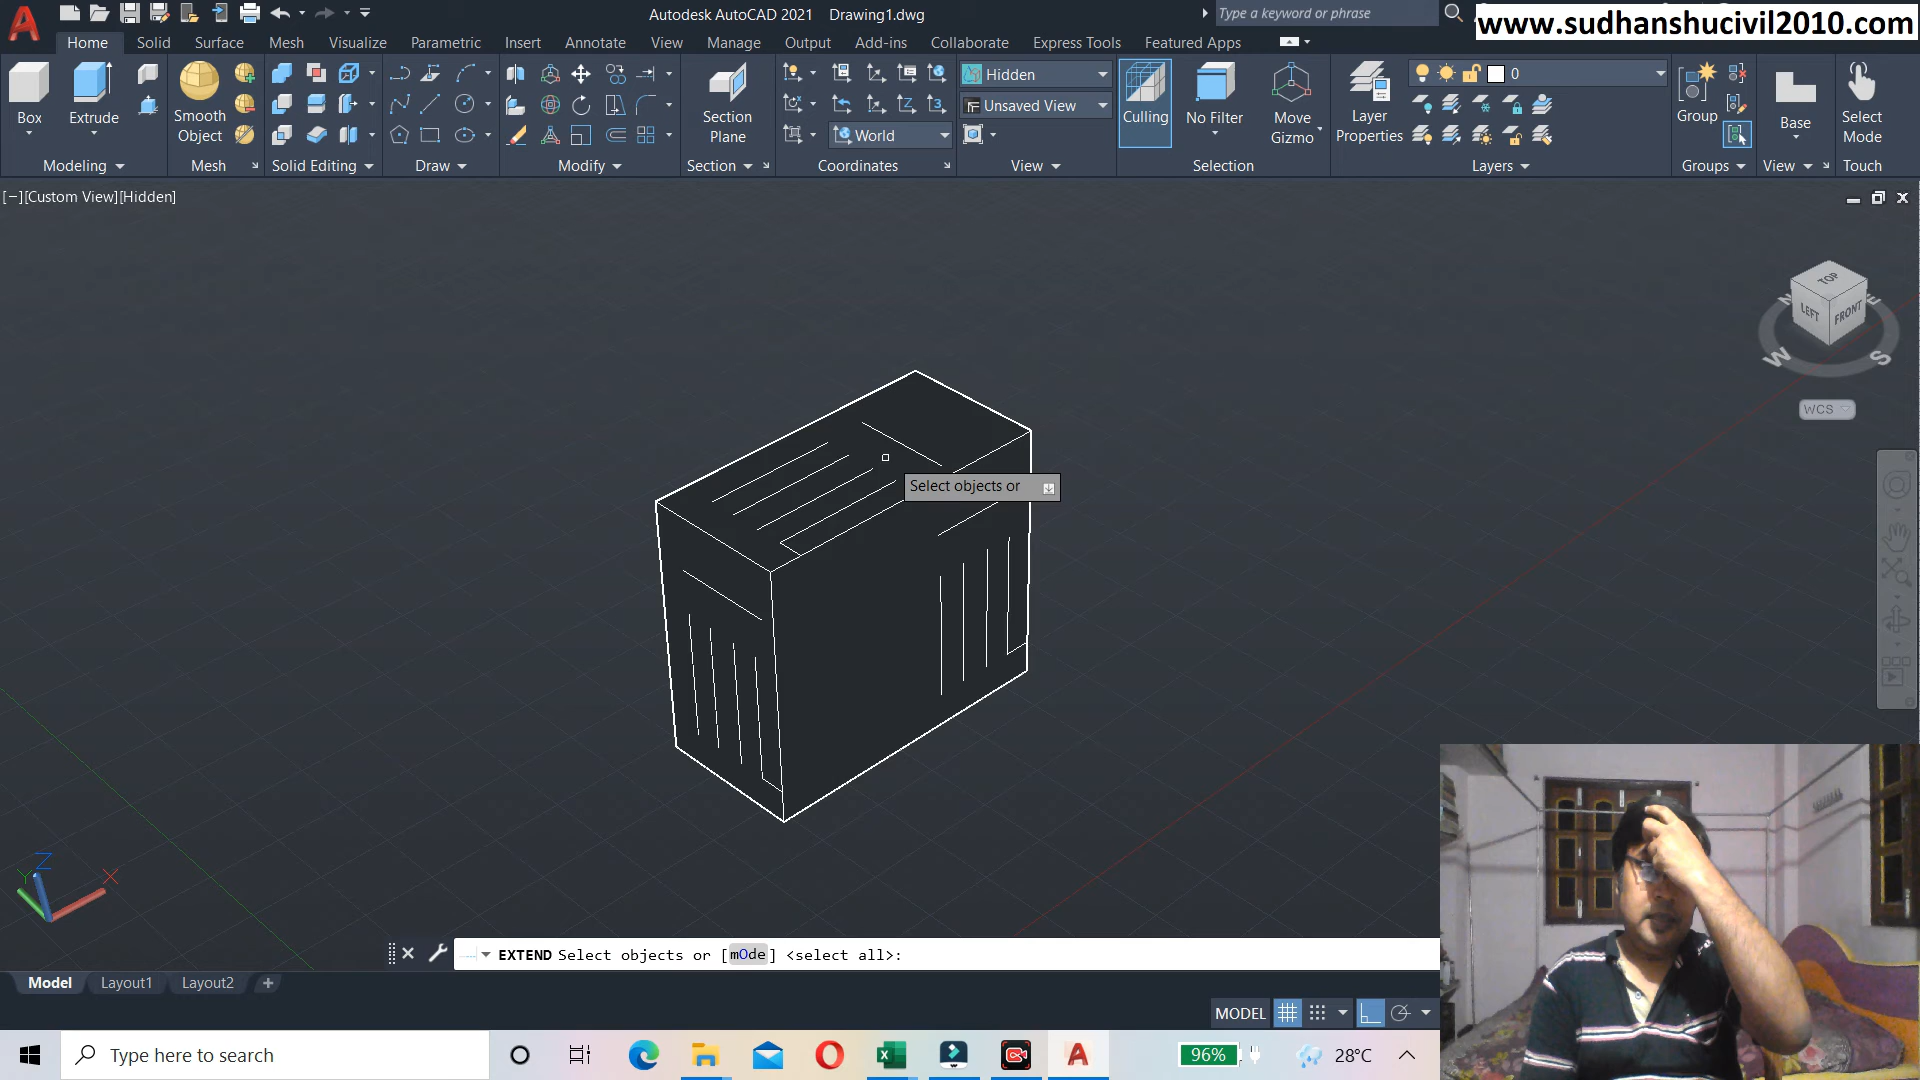 Autodesk AutoCAD 2021 Drawing1.dwg
Type a keyword or phrase
www.sudhanshucivil2010.com
Home Solid Surface Mesh Visualize Parametric Insert Annotate View Manage Output Add-ins Collaborate Express Tools Featured Apps
Box
Extrude
Smooth
Object
Section
Plane
Hidden
Unsaved View
World
Culling
No Filter
Move
Gizmo
Layer
Properties
0
Group
Base
Select
Mode
Modeling Mesh Solid Editing Draw Modify Section Coordinates View Selection Layers Groups View Touch
[−][Custom View][Hidden]
TOP
LEFT
FRONT
N
E
W
S
WCS
Select objects or
Z
Y
X
EXTEND Select objects or [mOde] <select all>:
Model Layout1 Layout2
MODEL
Type here to search
96%
28°C